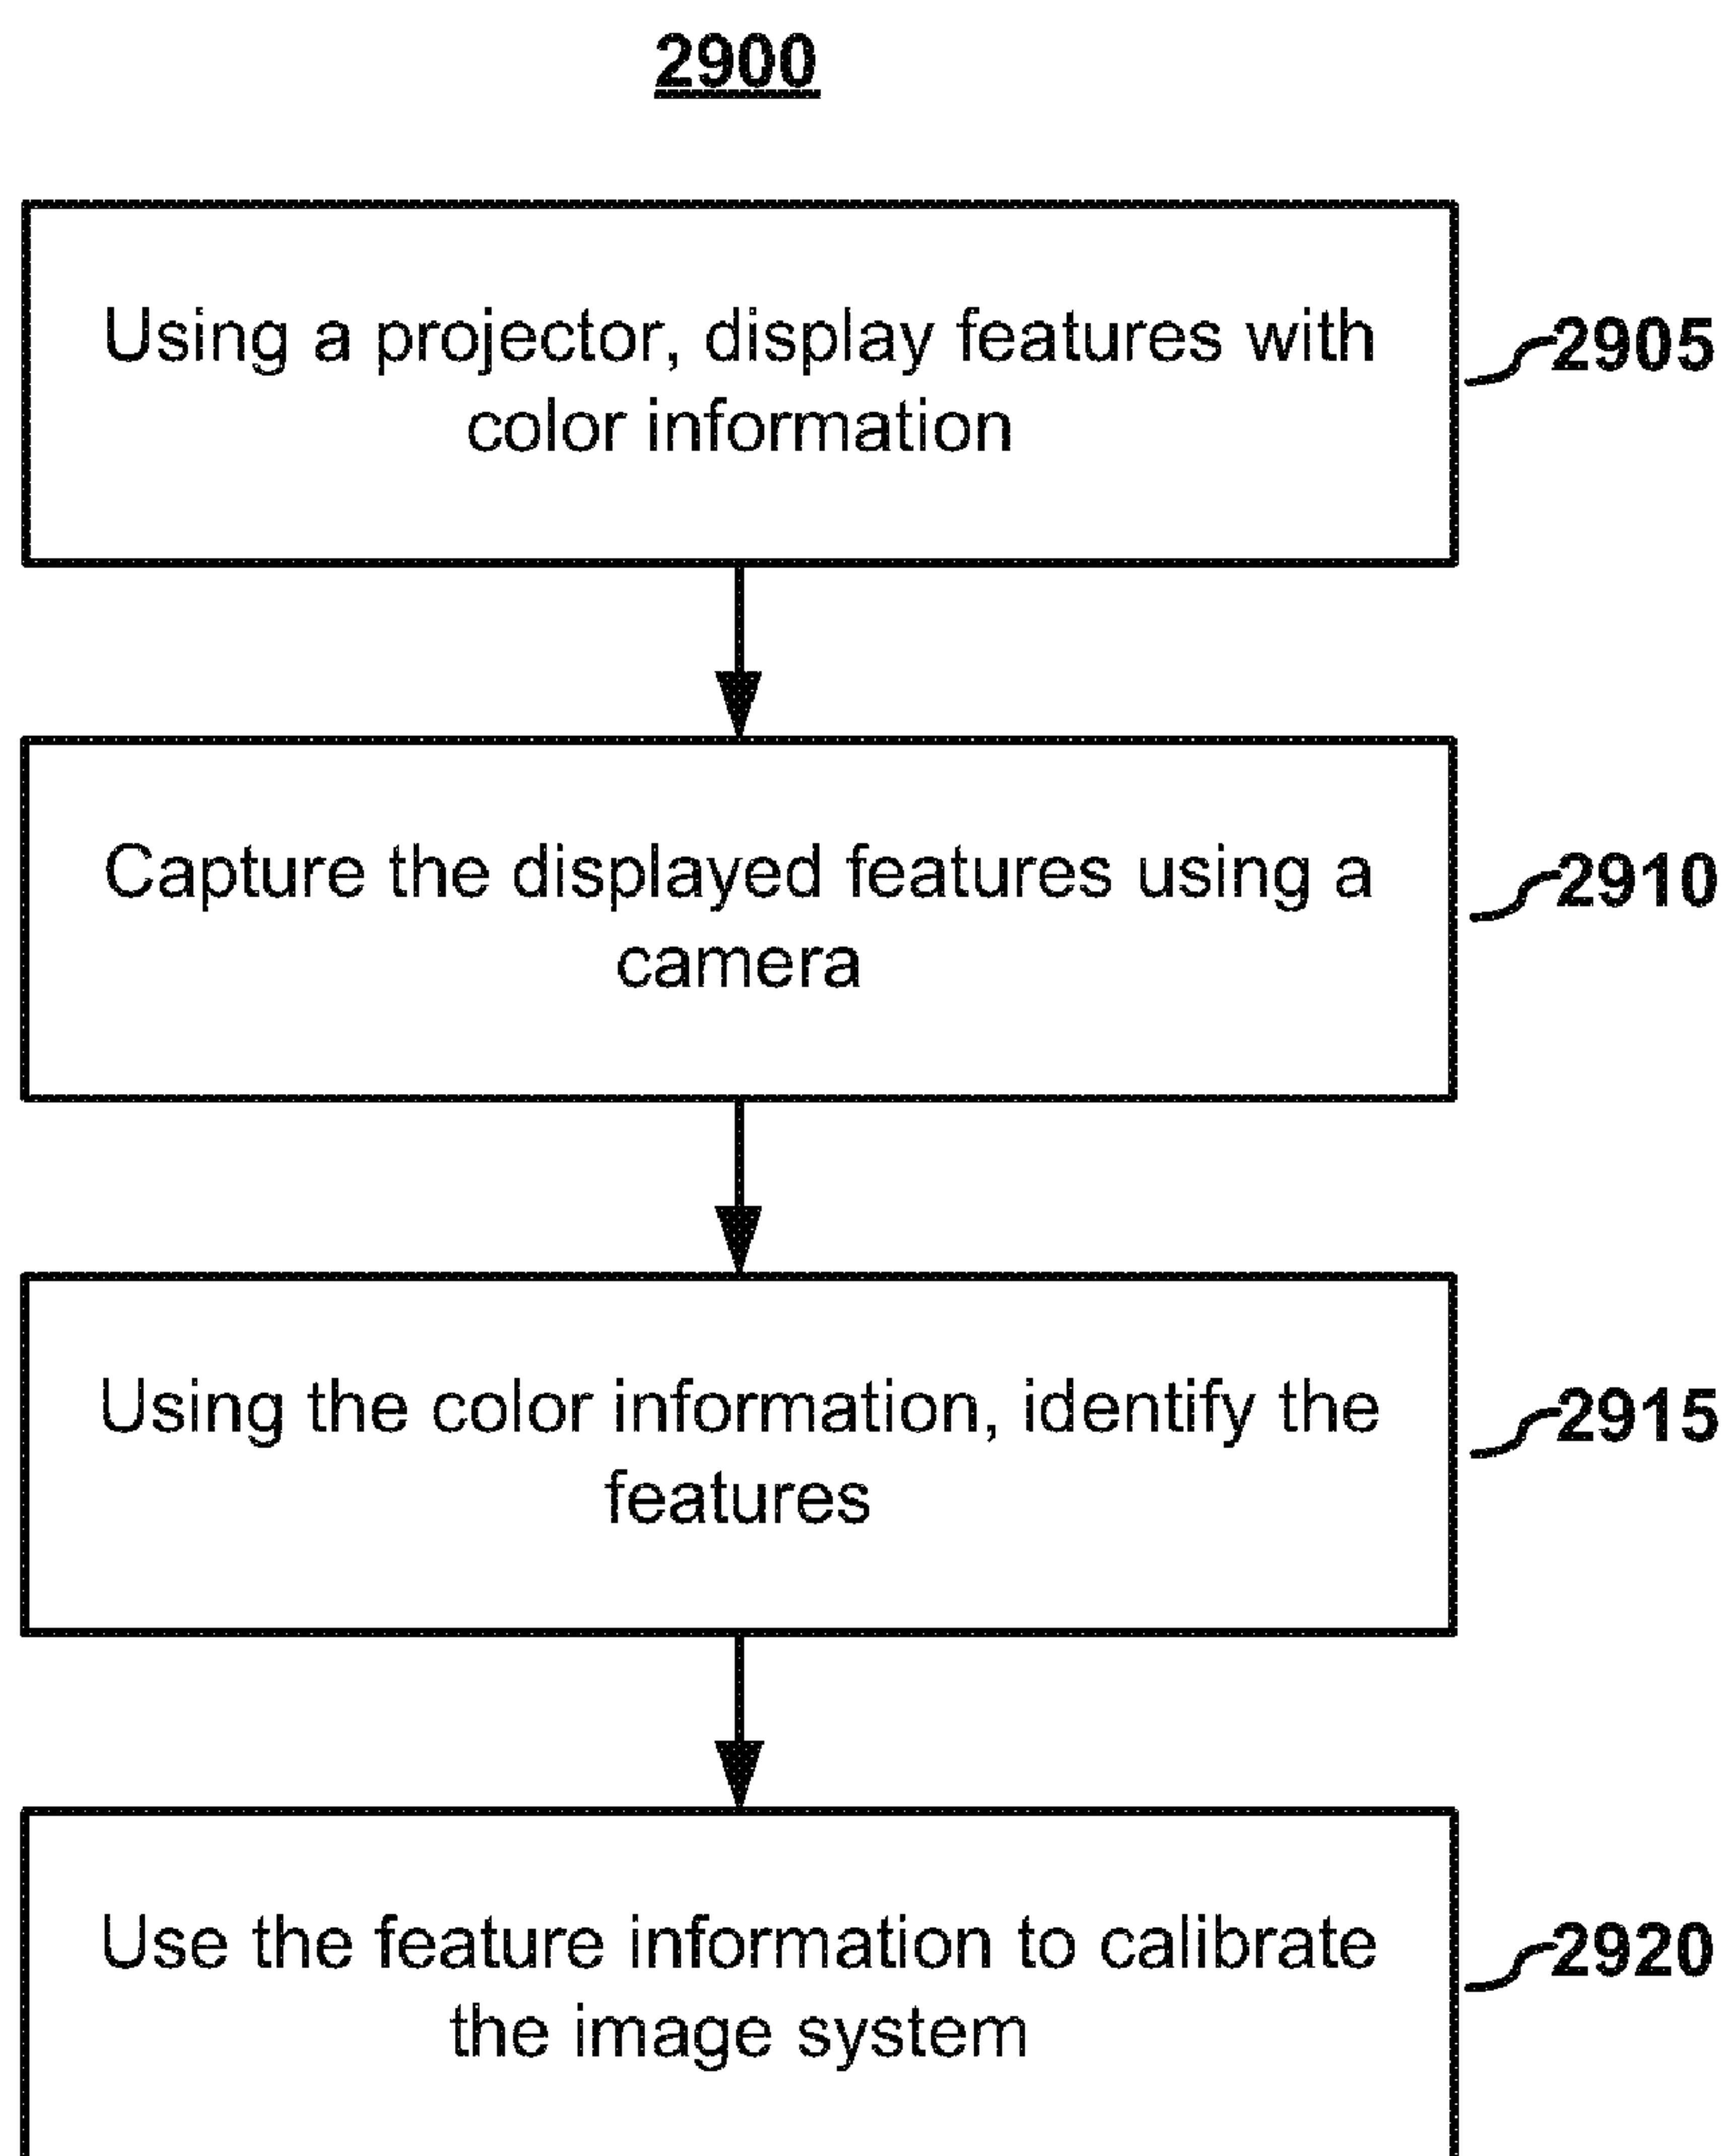 2900
Using a projector, display features with
color information
2905
Capture the displayed features using a
camera
2910
Using the color information, identify the
features
2915
Use the feature information to calibrate
the image system
2920